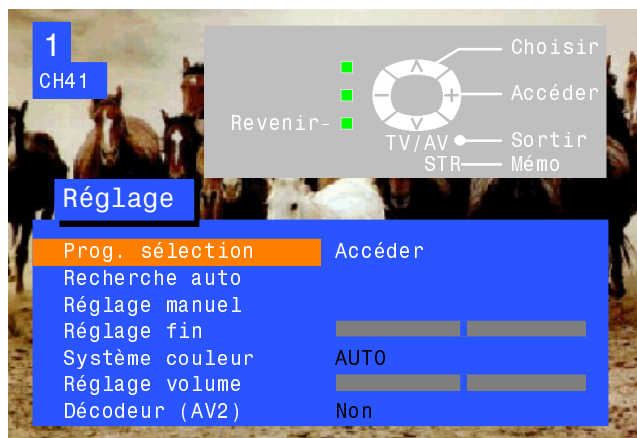 1
CH41
Choisir
Accéder
Revenir
TV/AV Sortir
STR Mémo
Réglage
Prog. sélection Accéder
Recherche auto
Réglage manuel
Réglage fin
Système couleur AUTO
Réglage volume
Décodeur (AV2) Non